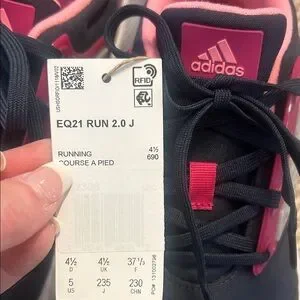 adidas
RFID
EQ21 RUN 2.0 J
RUNNING
COURSE A PIED
4½
690
4½ 4½ 37⅓
D UK F
5 235 230
US J CHN